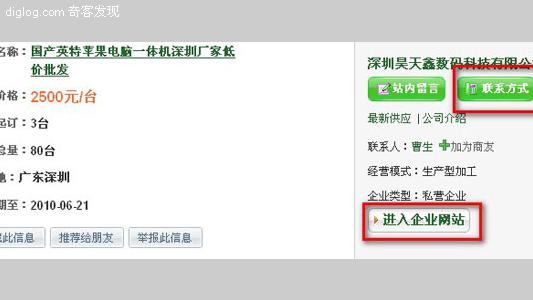 diglog.com 奇客发现
名称： 国产英特苹果电脑一体机深圳厂家低
价批发
价格： 2500元/台
起订： 3台
总量： 80台
地： 广东深圳
期至： 2010-06-21
此信息 推荐给朋友 举报此信息
深圳昊天鑫数码科技有限公
站内留言 联系方式
最新供应 | 公司介绍
联系人： 曹生 加为商友
经营模式： 生产型加工
企业类型： 私营企业
进入企业网站